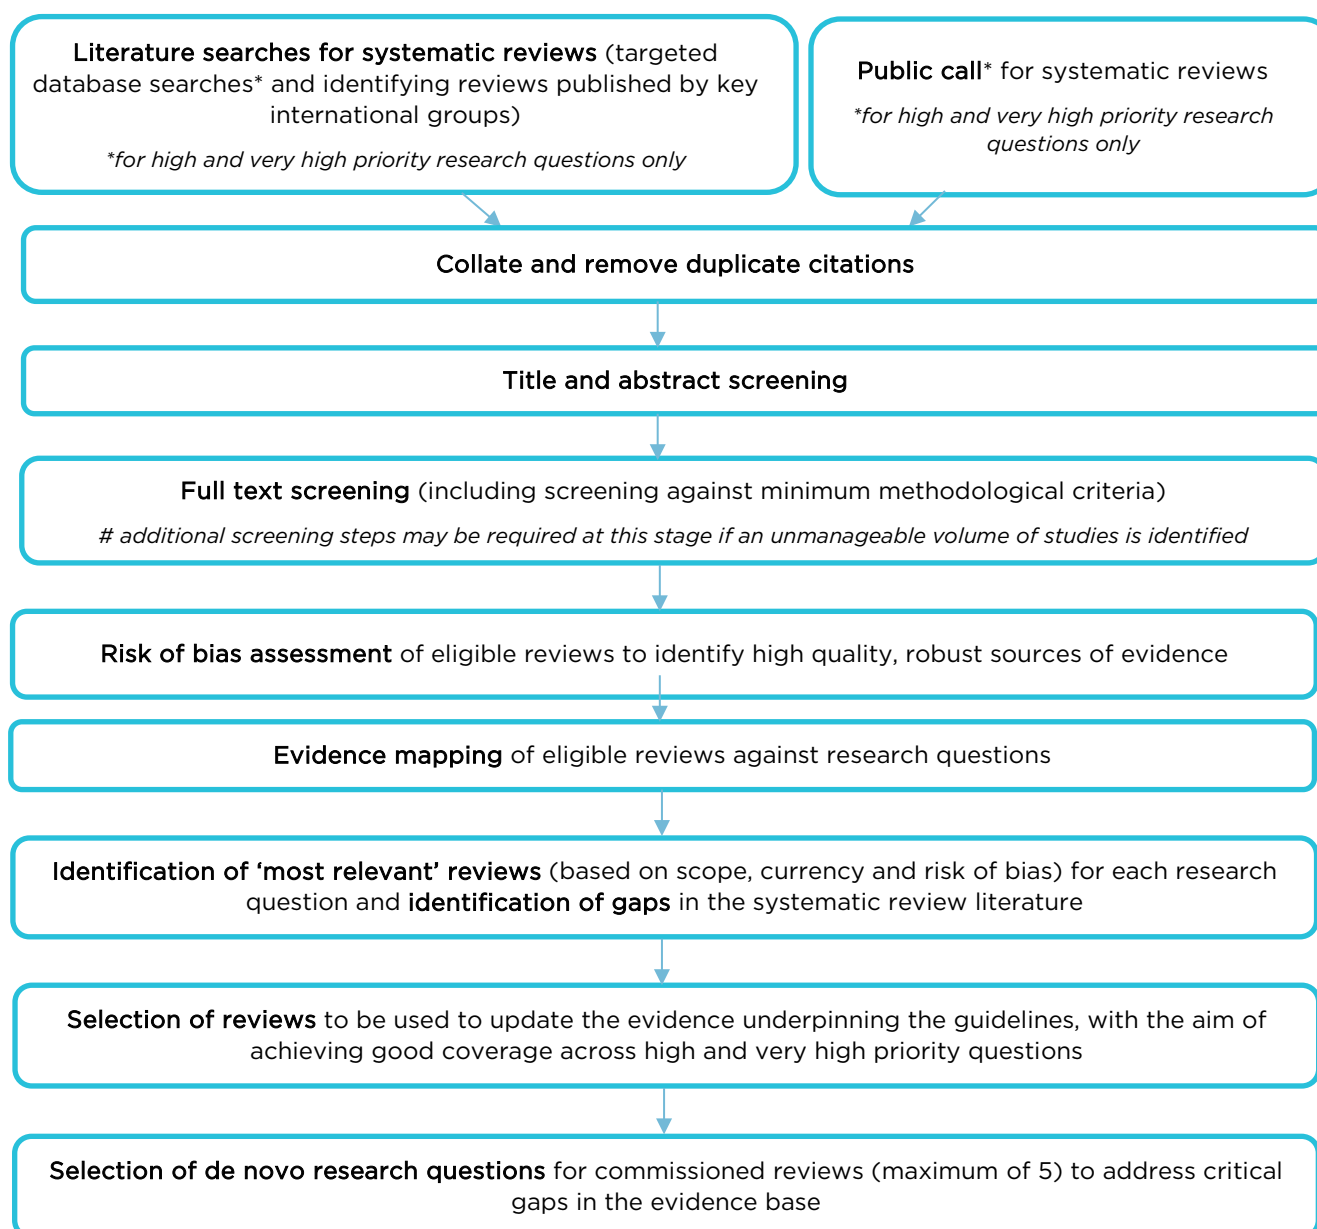 Literature searches for systematic reviews (targeted
database searches* and identifying reviews published by key
international groups)
*for high and very high priority research questions only
Public call* for systematic reviews
*for high and very high priority research
questions only
Collate and remove duplicate citations
Title and abstract screening
Full text screening (including screening against minimum methodological criteria)
# additional screening steps may be required at this stage if an unmanageable volume of studies is identified
Risk of bias assessment of eligible reviews to identify high quality, robust sources of evidence
Evidence mapping of eligible reviews against research questions
Identification of ‘most relevant’ reviews (based on scope, currency and risk of bias) for each research
question and identification of gaps in the systematic review literature
Selection of reviews to be used to update the evidence underpinning the guidelines, with the aim of
achieving good coverage across high and very high priority questions
Selection of de novo research questions for commissioned reviews (maximum of 5) to address critical
gaps in the evidence base